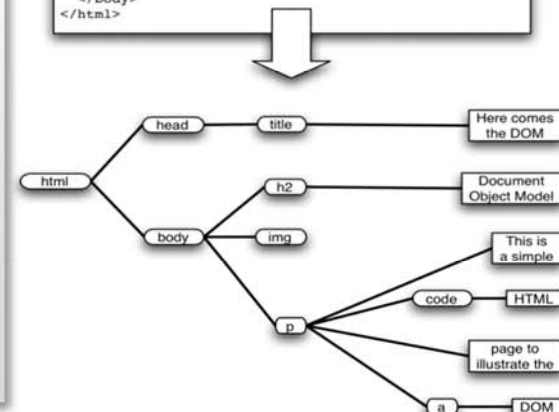 </body>
</html>
html
head
title
Here comes
the DOM
body
h2
Document
Object Model
img
p
This is
a simple
code
HTML
page to
illustrate the
a
DOM